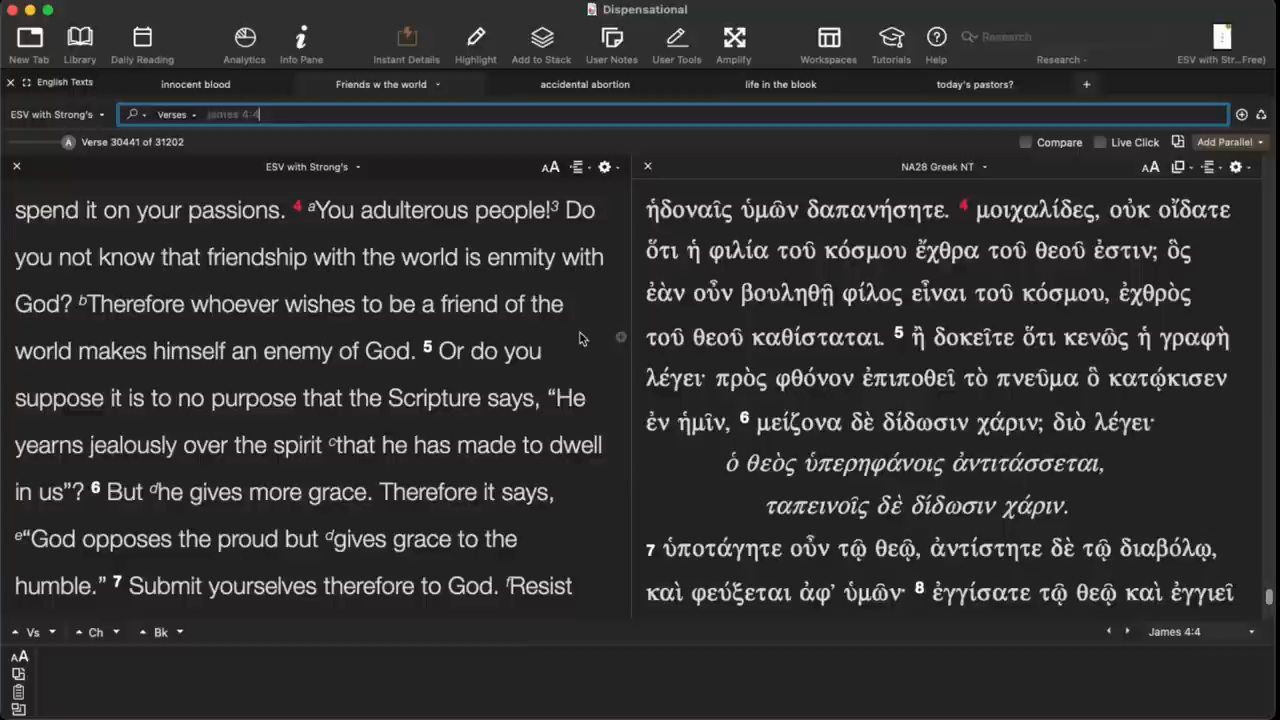 Dispensational
New Tab Library Daily Reading Analytics Info Pane Instant Details Highlight Add to Stack User Notes User Tools Amplify Workspaces Tutorials Help Research Research ESV with Str...Free)
English Texts innocent blood Friends w the world accidental abortion life in the blook today's pastors? +
ESV with Strong's Verses James 4:4
A Verse 30441 of 31202 Compare Live Click Add Parallel
ESV with Strong's
spend it on your passions. 4 aYou adulterous people!3 Do
you not know that friendship with the world is enmity with
God? bTherefore whoever wishes to be a friend of the
world makes himself an enemy of God. 5 Or do you
suppose it is to no purpose that the Scripture says, “He
yearns jealously over the spirit cthat he has made to dwell
in us”? 6 But dhe gives more grace. Therefore it says,
e“God opposes the proud but dgives grace to the
humble.” 7 Submit yourselves therefore to God. fResist
NA28 Greek NT
ἡδοναῖς ὑμῶν δαπανήσητε. 4 μοιχαλίδες, οὐκ οἴδατε
ὅτι ἡ φιλία τοῦ κόσμου ἔχθρα τοῦ θεοῦ ἐστιν; ὃς
ἐὰν οὖν βουληθῇ φίλος εἶναι τοῦ κόσμου, ἐχθρὸς
τοῦ θεοῦ καθίσταται. 5 ἢ δοκεῖτε ὅτι κενῶς ἡ γραφὴ
λέγει· πρὸς φθόνον ἐπιποθεῖ τὸ πνεῦμα ὃ κατῴκισεν
ἐν ἡμῖν, 6 μείζονα δὲ δίδωσιν χάριν; διὸ λέγει·
ὁ θεὸς ὑπερηφάνοις ἀντιτάσσεται,
ταπεινοῖς δὲ δίδωσιν χάριν.
7 ὑποτάγητε οὖν τῷ θεῷ, ἀντίστητε δὲ τῷ διαβόλῳ,
καὶ φεύξεται ἀφ’ ὑμῶν· 8 ἐγγίσατε τῷ θεῷ καὶ ἐγγιεῖ
Vs Ch Bk James 4:4
AA